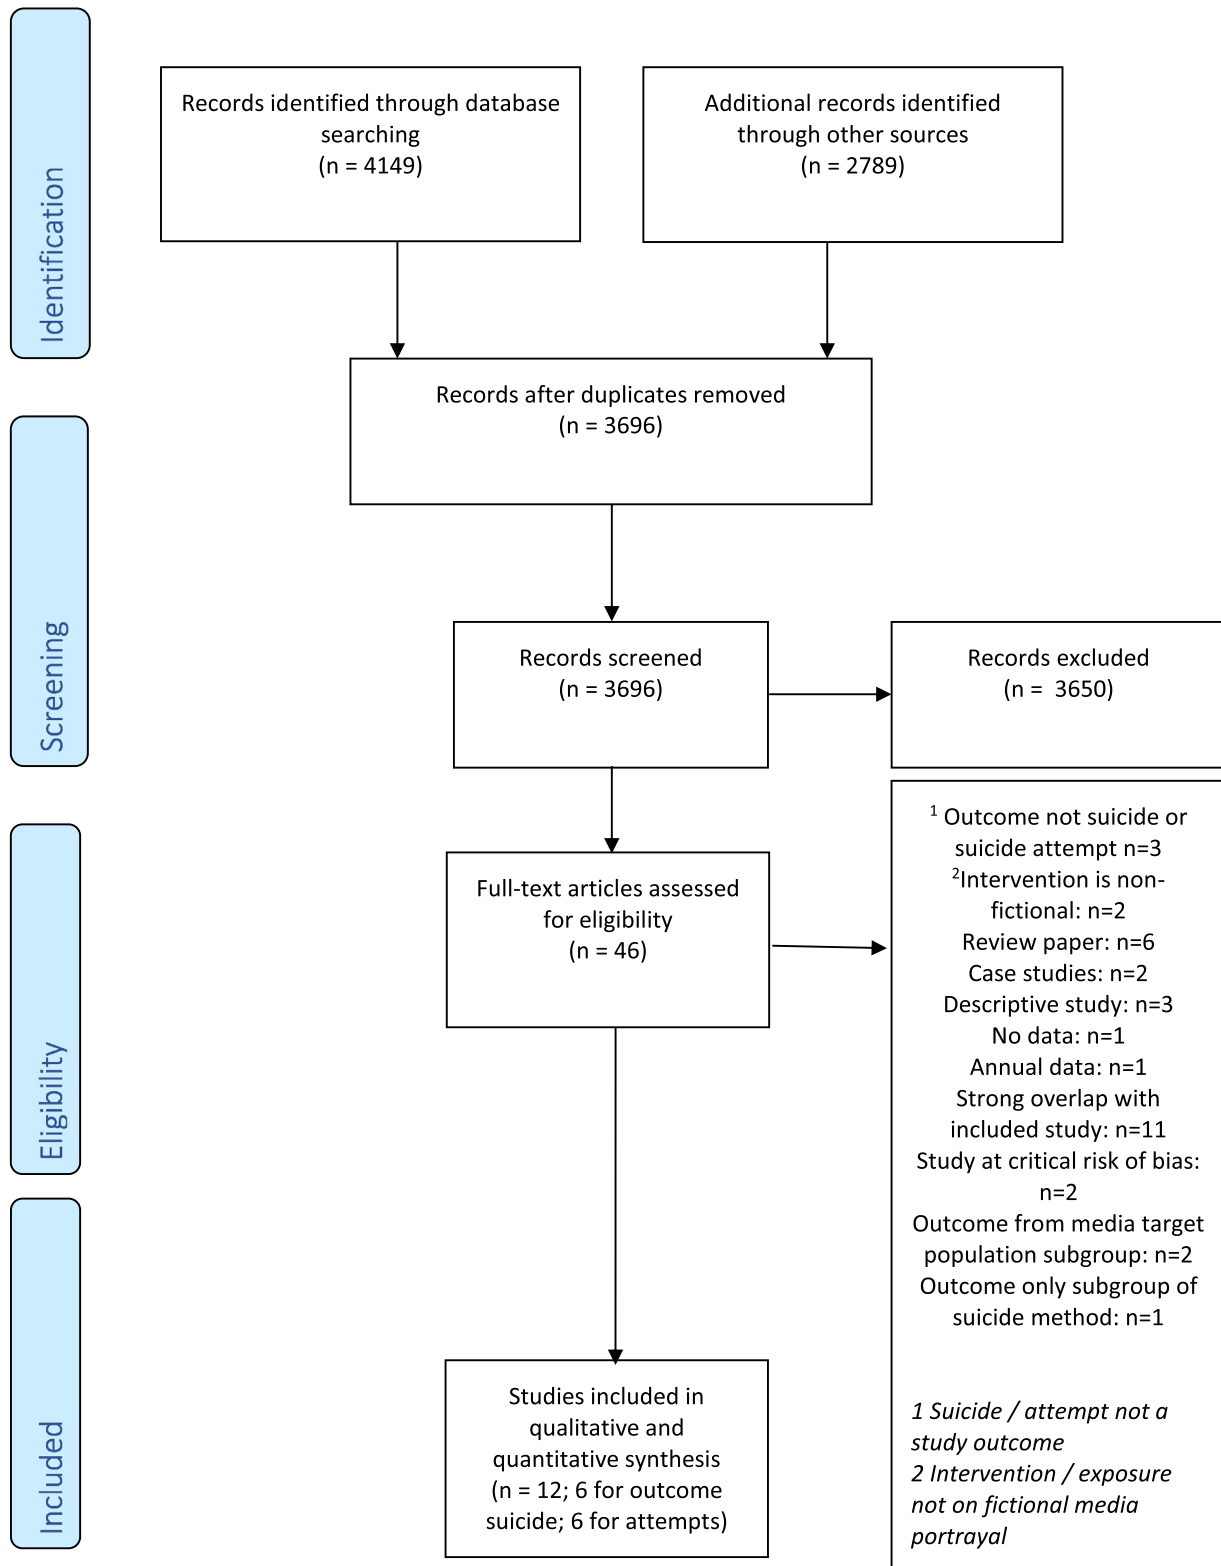 Identification
Records identified through database
searching
(n = 4149)
Additional records identified
through other sources
(n = 2789)
Records after duplicates removed
(n = 3696)
Screening
Records screened
(n = 3696)
Records excluded
(n =  3650)
Eligibility
Full-text articles assessed
for eligibility
(n = 46)
1 Outcome not suicide or
suicide attempt n=3
2Intervention is non-
fictional: n=2
Review paper: n=6
Case studies: n=2
Descriptive study: n=3
No data: n=1
Annual data: n=1
Strong overlap with
included study: n=11
Study at critical risk of bias:
n=2
Outcome from media target
population subgroup: n=2
Outcome only subgroup of
suicide method: n=1
1 Suicide / attempt not a
study outcome
2 Intervention / exposure
not on fictional media
portrayal
Included
Studies included in
qualitative and
quantitative synthesis
(n = 12; 6 for outcome
suicide; 6 for attempts)